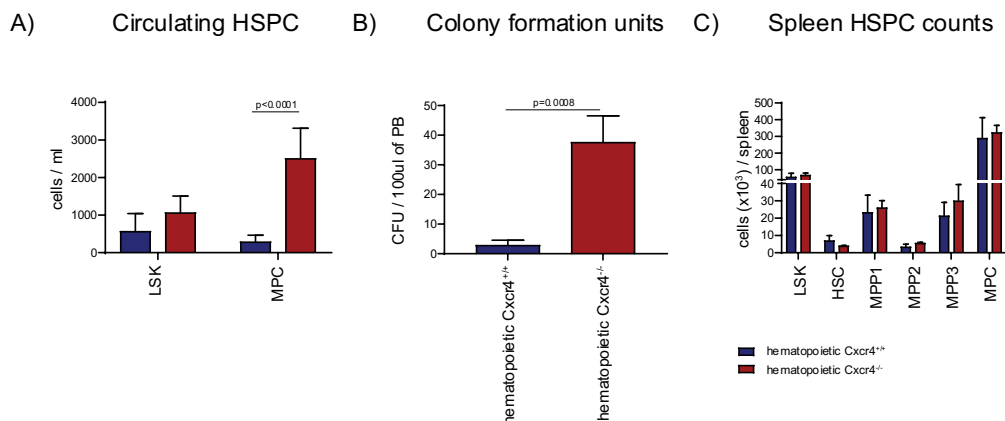 A) Circulating HSPC
B) Colony formation units
C) Spleen HSPC counts
cells / ml
4000
3000
2000
1000
0
p<0.0001
LSK
MPC
CFU / 100ul of PB
50
40
30
20
10
0
p=0.0008
hematopoietic Cxcr4+/+
hematopoietic Cxcr4-/-
cells (x10³) / spleen
500
400
300
200
100
40
30
20
10
0
LSK
HSC
MPP1
MPP2
MPP3
MPC
hematopoietic Cxcr4+/+
hematopoietic Cxcr4-/-